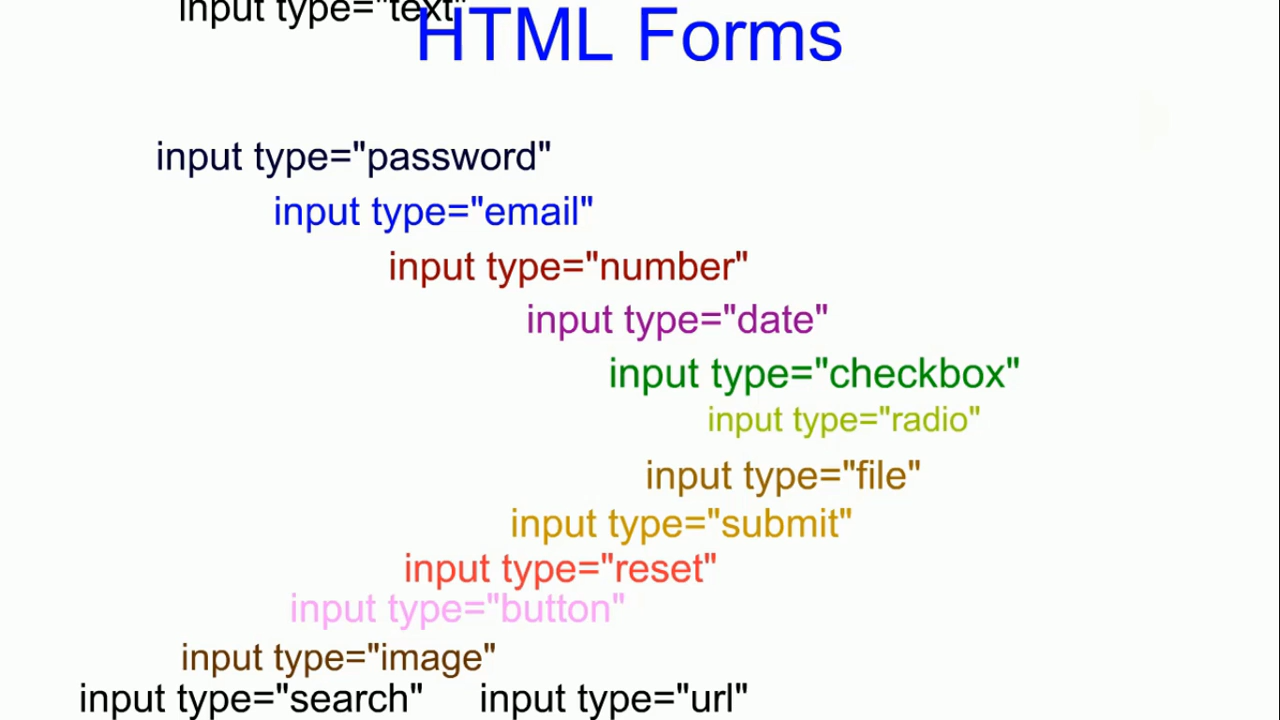 input type="text"
HTML Forms
input type="password"
input type="email"
input type="number"
input type="date"
input type="checkbox"
input type="radio"
input type="file"
input type="submit"
input type="reset"
input type="button"
input type="image"
input type="search" input type="url"